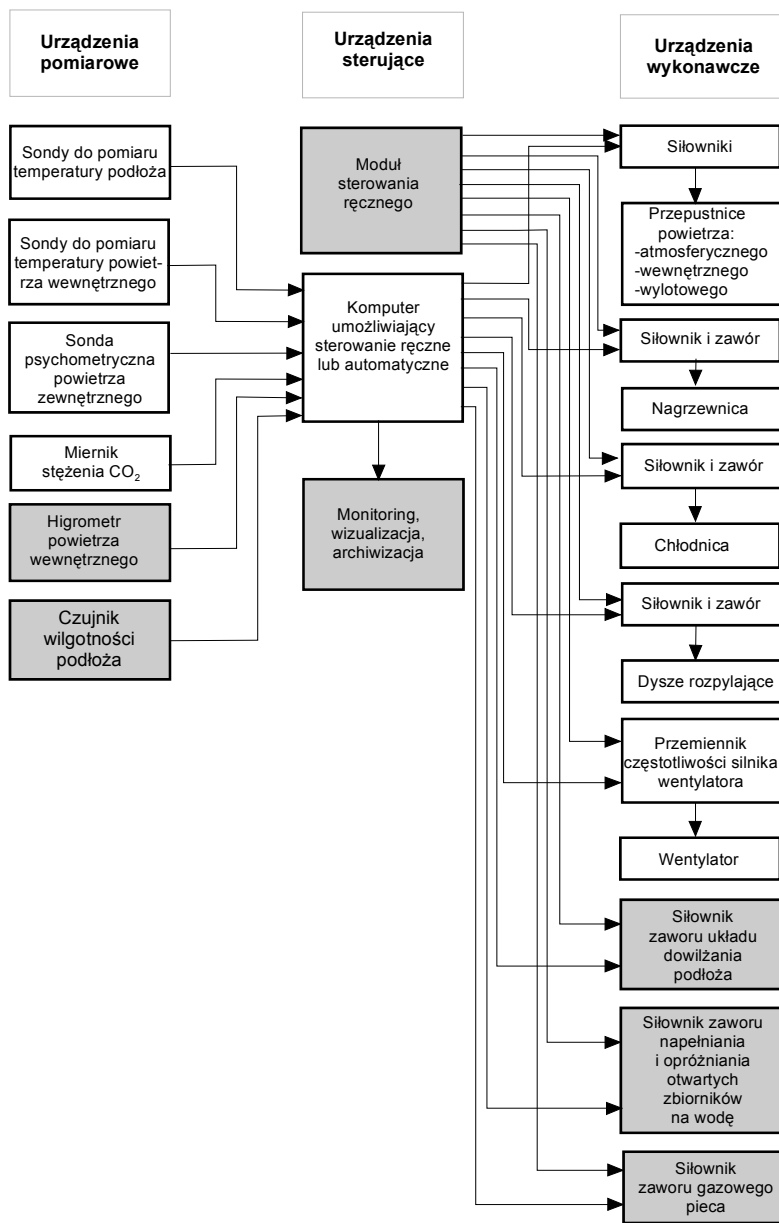 Urządzenia
pomiarowe
Urządzenia
sterujące
Urządzenia
wykonawcze
Sondy do pomiaru
temperatury podłoża
Sondy do pomiaru
temperatury powiet-
rza wewnętrznego
Sonda
psychometryczna
powietrza
zewnętrznego
Miernik
stężenia CO₂
Higrometr
powietrza
wewnętrznego
Czujnik
wilgotności
podłoża
Moduł
sterowania
ręcznego
Komputer
umożliwiający
sterowanie ręczne
lub automatyczne
Monitoring,
wizualizacja,
archiwizacja
Siłowniki
Przepustnice
powietrza:
-atmosferycznego
-wewnętrznego
-wylotowego
Siłownik i zawór
Nagrzewnica
Siłownik i zawór
Chłodnica
Siłownik i zawór
Dysze rozpylające
Przemiennik
częstotliwości silnika
wentylatora
Wentylator
Siłownik
zaworu układu
dowilżania
podłoża
Siłownik zaworu
napełniania
i opróżniania
otwartych
zbiorników
na wodę
Siłownik
zaworu gazowego
pieca